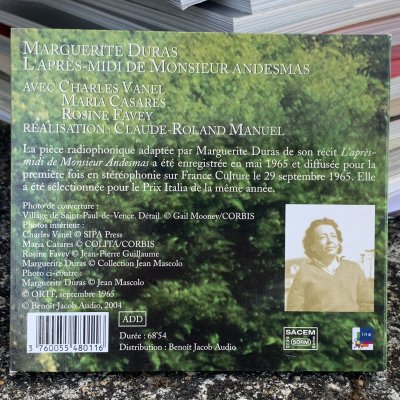 MARGUERITE DURAS
L'APRÈS-MIDI DE MONSIEUR ANDESMAS
AVEC CHARLES VANEL
MARIA CASARÈS
ROSINE FAVEY
RÉALISATION : CLAUDE-ROLAND MANUEL
La pièce radiophonique adaptée par Marguerite Duras de son récit L'après-
midi de Monsieur Andesmas a été enregistrée en mai 1965 et diffusée pour la
première fois en stéréophonie sur France Culture le 29 septembre 1965. Elle
a été sélectionnée pour le Prix Italia de la même année.
Photo de couverture :
Village de Saint-Paul-de-Vence. Détail. © Gail Mooney/CORBIS
Photos intérieur :
Charles Vanel © SIPA Press
Maria Casarès © COLITA/CORBIS
Rosine Favey © Jean-Pierre Guillaume
Marguerite Duras © Collection Jean Mascolo
Photo ci-contre :
Marguerite Duras © Jean Mascolo
© ORTF, septembre 1965
© Benoît Jacob Audio, 2004
ADD
Durée : 68'54
Distribution : Benoît Jacob Audio
3 760055 480116
SACEM
SDRM
ina